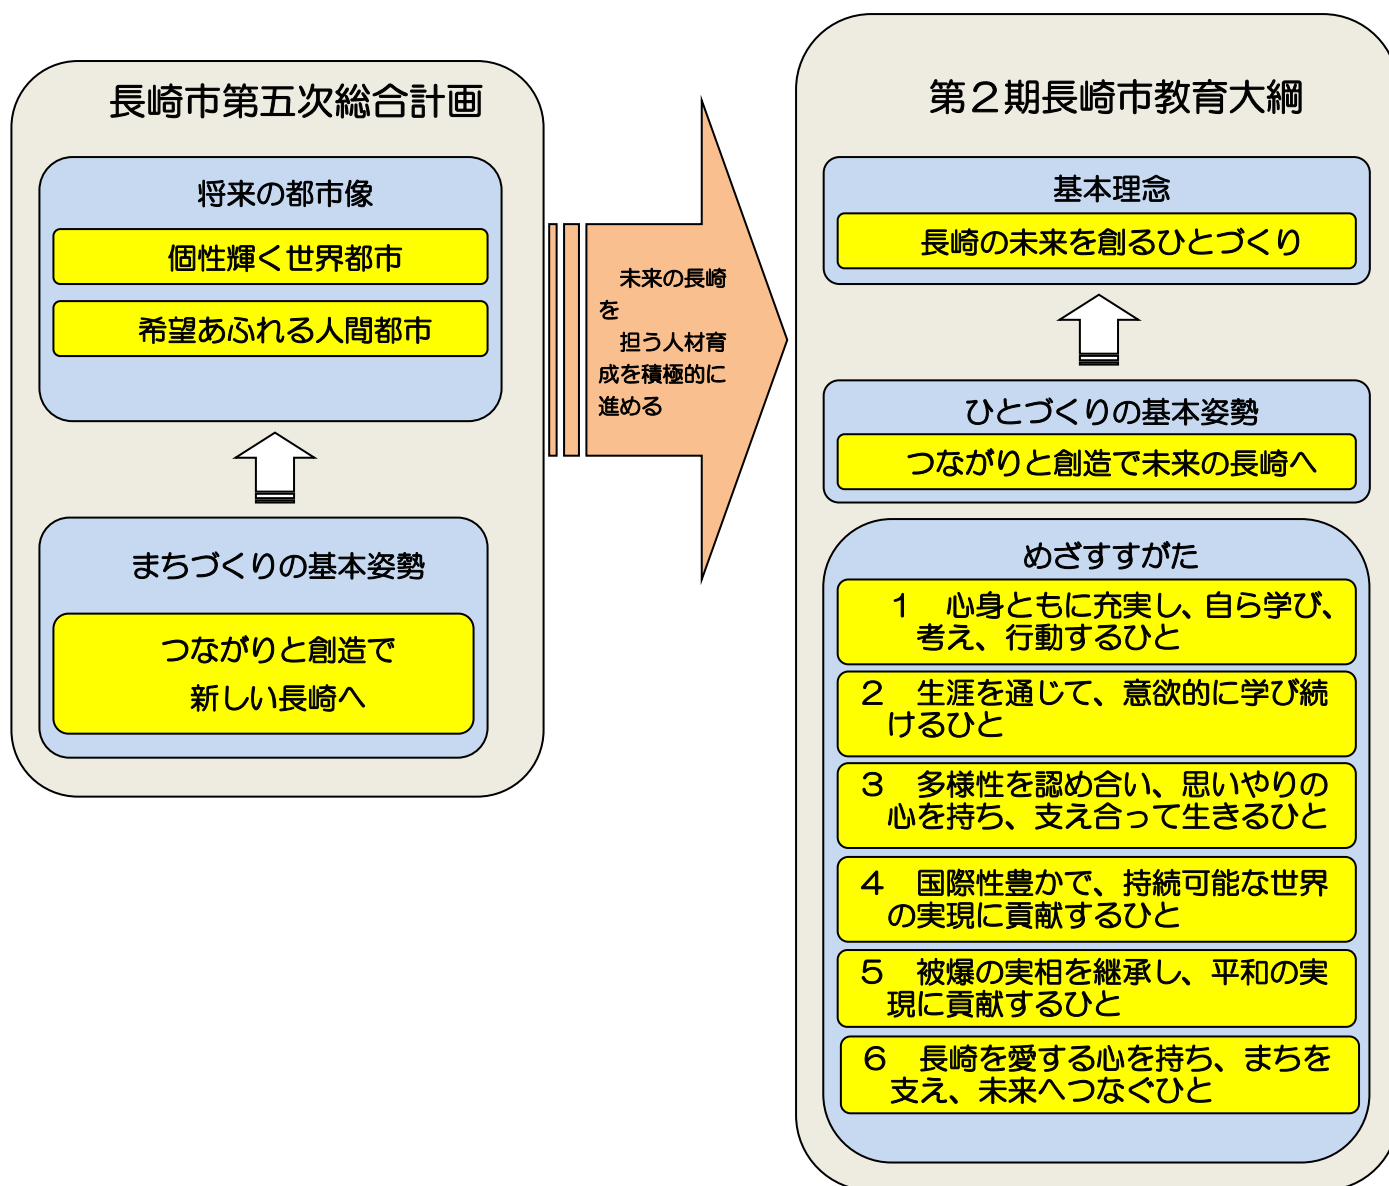 長崎市第五次総合計画
将来の都市像
個性輝く世界都市
希望あふれる人間都市
まちづくりの基本姿勢
つながりと創造で
新しい長崎へ
未来の長崎
を
担う人材育
成を積極的に
進める
第２期長崎市教育大綱
基本理念
長崎の未来を創るひとづくり
ひとづくりの基本姿勢
つながりと創造で未来の長崎へ
めざすすがた
１　心身ともに充実し、自ら学び、
考え、行動するひと
２　生涯を通じて、意欲的に学び続
けるひと
３　多様性を認め合い、思いやりの
心を持ち、支え合って生きるひと
４　国際性豊かで、持続可能な世界
の実現に貢献するひと
５　被爆の実相を継承し、平和の実
現に貢献するひと
６　長崎を愛する心を持ち、まちを
支え、未来へつなぐひと